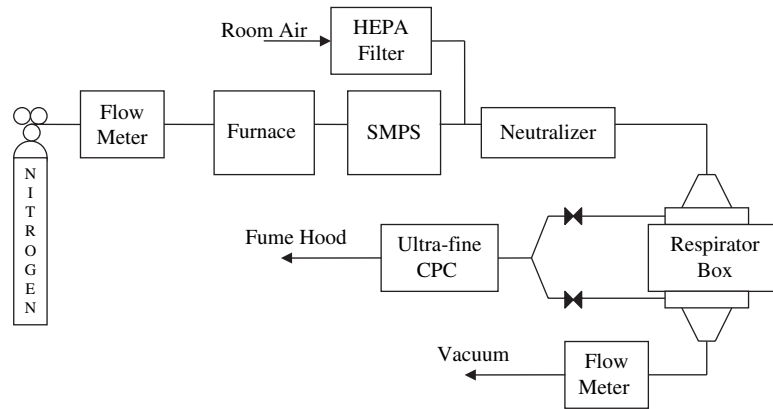 Room Air
HEPA
Filter
Flow
Meter
Furnace
SMPS
Neutralizer
NITROGEN
Fume Hood
Ultra-fine
CPC
Respirator
Box
Vacuum
Flow
Meter